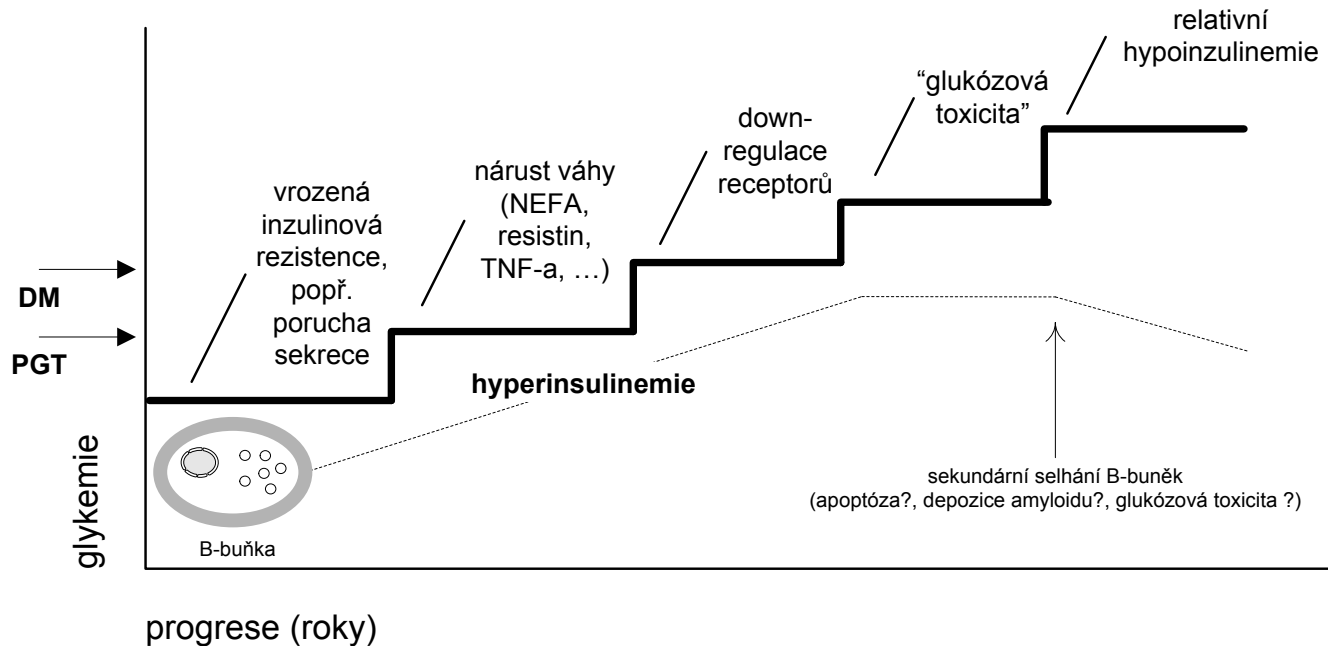 relativní
hypoinzulinemie
“glukózová
toxicita”
down-
regulace
receptorů
nárust váhy
(NEFA,
resistin,
TNF-a, …)
vrozená
inzulinová
rezistence,
popř.
porucha
sekrece
DM
PGT
hyperinsulinemie
glykemie
B-buňka
sekundární selhání B-buněk
(apoptóza?, depozice amyloidu?, glukózová toxicita ?)
progrese (roky)